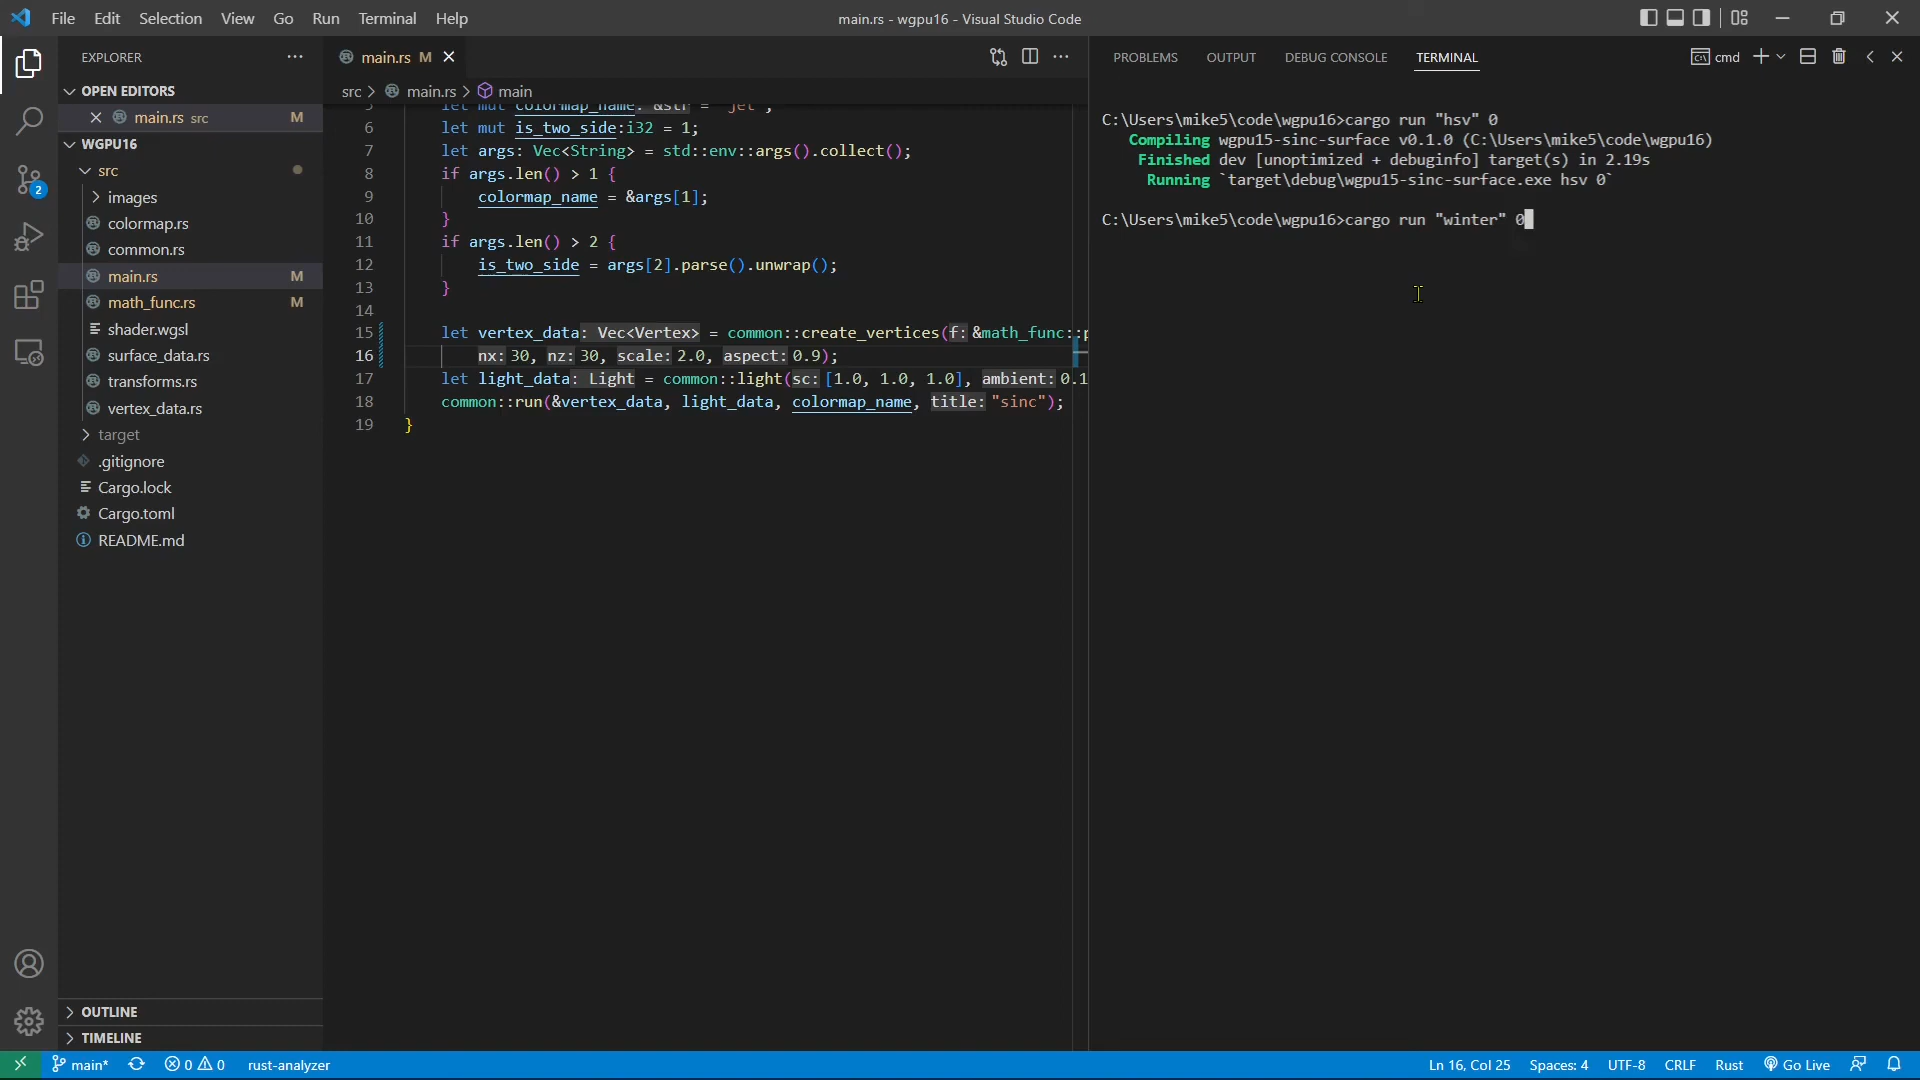 File Edit Selection View Go Run Terminal Help
main.rs - wgpu16 - Visual Studio Code
EXPLORER
OPEN EDITORS
main.rs src M
WGPU16
src
images
colormap.rs
common.rs
main.rs M
math_func.rs M
shader.wgsl
surface_data.rs
transforms.rs
vertex_data.rs
target
.gitignore
Cargo.lock
Cargo.toml
README.md
OUTLINE
TIMELINE
2
main.rs M
src > main.rs > main
5 let mut colormap_name: &str = "jet";
6 let mut is_two_side:i32 = 1;
7 let args: Vec<String> = std::env::args().collect();
8 if args.len() > 1 {
9 colormap_name = &args[1];
10 }
11 if args.len() > 2 {
12 is_two_side = args[2].parse().unwrap();
13 }
14
15 let vertex_data: Vec<Vertex> = common::create_vertices(f: &math_func::p
16 nx: 30, nz: 30, scale: 2.0, aspect: 0.9);
17 let light_data: Light = common::light(sc: [1.0, 1.0, 1.0], ambient: 0.1
18 common::run(&vertex_data, light_data, colormap_name, title: "sinc");
19 }
PROBLEMS OUTPUT DEBUG CONSOLE TERMINAL
cmd
C:\Users\mike5\code\wgpu16>cargo run "hsv" 0
Compiling wgpu15-sinc-surface v0.1.0 (C:\Users\mike5\code\wgpu16)
Finished dev [unoptimized + debuginfo] target(s) in 2.19s
Running `target\debug\wgpu15-sinc-surface.exe hsv 0`
C:\Users\mike5\code\wgpu16>cargo run "winter" 0
main* 0 0 rust-analyzer
Ln 16, Col 25 Spaces: 4 UTF-8 CRLF Rust Go Live